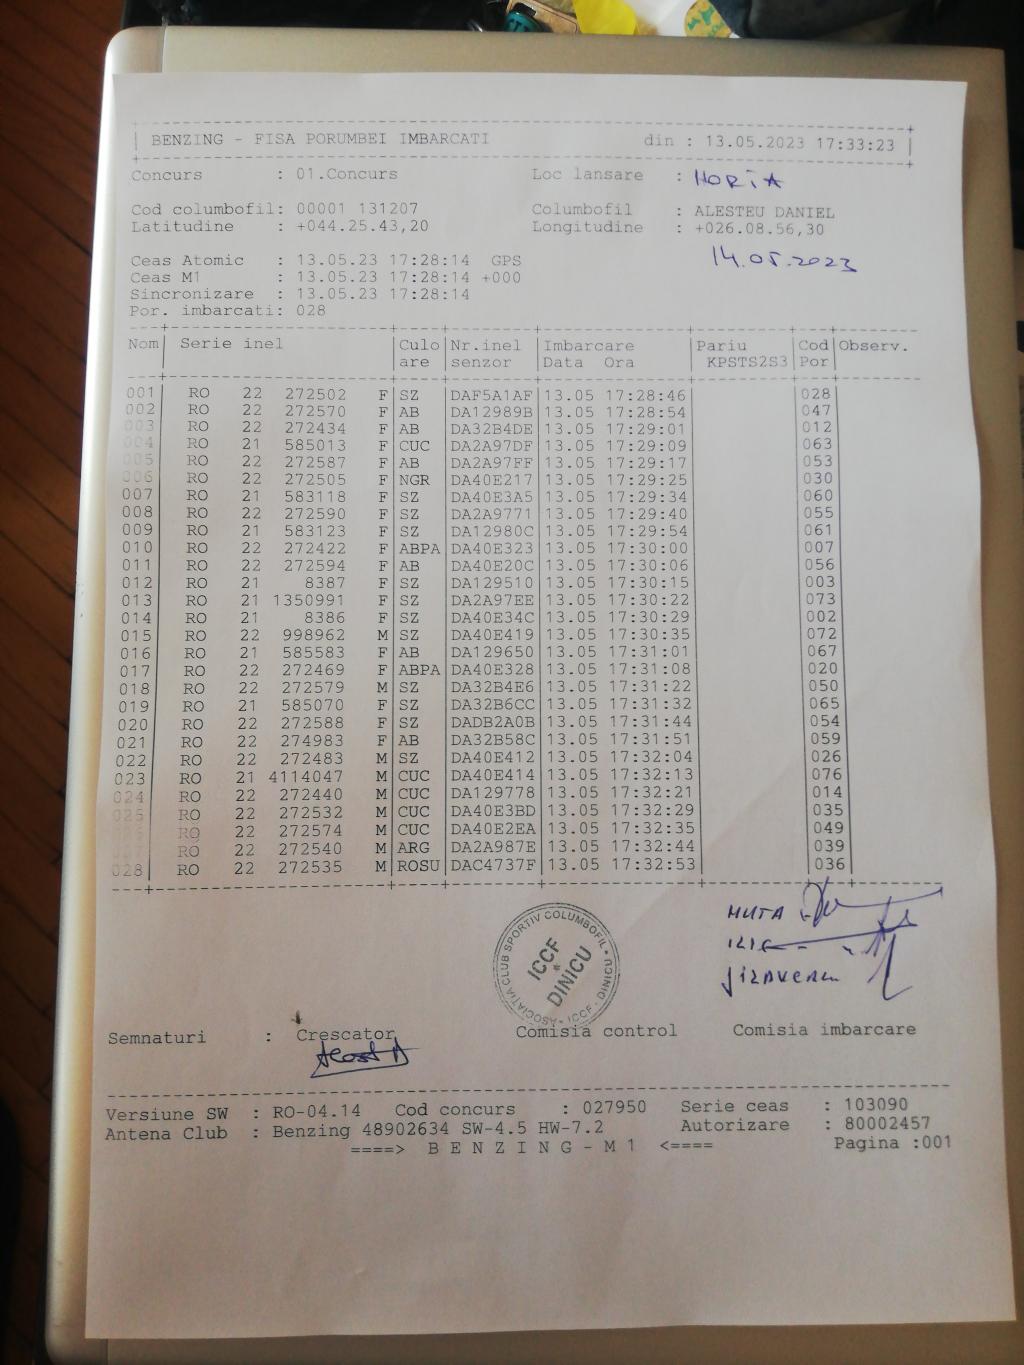 BENZING - FISA PORUMBEI IMBARCATI din : 13.05.2023 17:33:23
Concurs : 01.Concurs Loc lansare : HORIA
Cod columbofil: 00001 131207 Columbofil : ALESTEU DANIEL
Latitudine : +044.25.43,20 Longitudine : +026.08.56,30
14.05.2023
Ceas Atomic : 13.05.23 17:28:14 GPS
Ceas M1 : 13.05.23 17:28:14 +000
Sincronizare : 13.05.23 17:28:14
Por. imbarcati: 028
Nom Serie inel Culo Nr.inel Imbarcare Pariu Cod Observ.
are senzor Data Ora KPSTS2S3 Por
001 RO 22 272502 F SZ DAF5A1AF 13.05 17:28:46 028
002 RO 22 272570 F AB DA12989B 13.05 17:28:54 047
003 RO 22 272434 F AB DA32B4DE 13.05 17:29:01 012
004 RO 21 585013 F CUC DA2A97DF 13.05 17:29:09 063
005 RO 22 272587 F AB DA2A97FF 13.05 17:29:17 053
006 RO 22 272505 F NGR DA40E217 13.05 17:29:25 030
007 RO 21 583118 F SZ DA40E3A5 13.05 17:29:34 060
008 RO 22 272590 F SZ DA2A9771 13.05 17:29:40 055
009 RO 21 583123 F SZ DA12980C 13.05 17:29:54 061
010 RO 22 272422 F ABPA DA40E323 13.05 17:30:00 007
011 RO 22 272594 F AB DA40E20C 13.05 17:30:06 056
012 RO 21 8387 F SZ DA129510 13.05 17:30:15 003
013 RO 21 1350991 F SZ DA2A97EE 13.05 17:30:22 073
014 RO 21 8386 F SZ DA40E34C 13.05 17:30:29 002
015 RO 22 998962 M SZ DA40E419 13.05 17:30:35 072
016 RO 21 585583 F AB DA129650 13.05 17:31:01 067
017 RO 22 272469 F ABPA DA40E328 13.05 17:31:08 020
018 RO 22 272579 M SZ DA32B4E6 13.05 17:31:22 050
019 RO 21 585070 F SZ DA32B6CC 13.05 17:31:32 065
020 RO 22 272588 F SZ DADB2A0B 13.05 17:31:44 054
021 RO 22 274983 F AB DA32B58C 13.05 17:31:51 059
022 RO 22 272483 M SZ DA40E412 13.05 17:32:04 026
023 RO 21 4114047 M CUC DA40E414 13.05 17:32:13 076
024 RO 22 272440 M CUC DA129778 13.05 17:32:21 014
025 RO 22 272532 M CUC DA40E3BD 13.05 17:32:29 035
RO 22 272574 M CUC DA40E2EA 13.05 17:32:35 049
RO 22 272540 M ARG DA2A987E 13.05 17:32:44 039
028 RO 22 272535 M ROSU DAC4737F 13.05 17:32:53 036
MUTA
ASOCIATIA CLUB SPORTIV COLUMBOFIL
ICCF
DINICU
ICCF - DINICU
Semnaturi : Crescator Comisia control Comisia imbarcare
Versiune SW : RO-04.14 Cod concurs : 027950 Serie ceas : 103090
Antena Club : Benzing 48902634 SW-4.5 HW-7.2 Autorizare : 80002457
====> B E N Z I N G - M 1 <==== Pagina :001